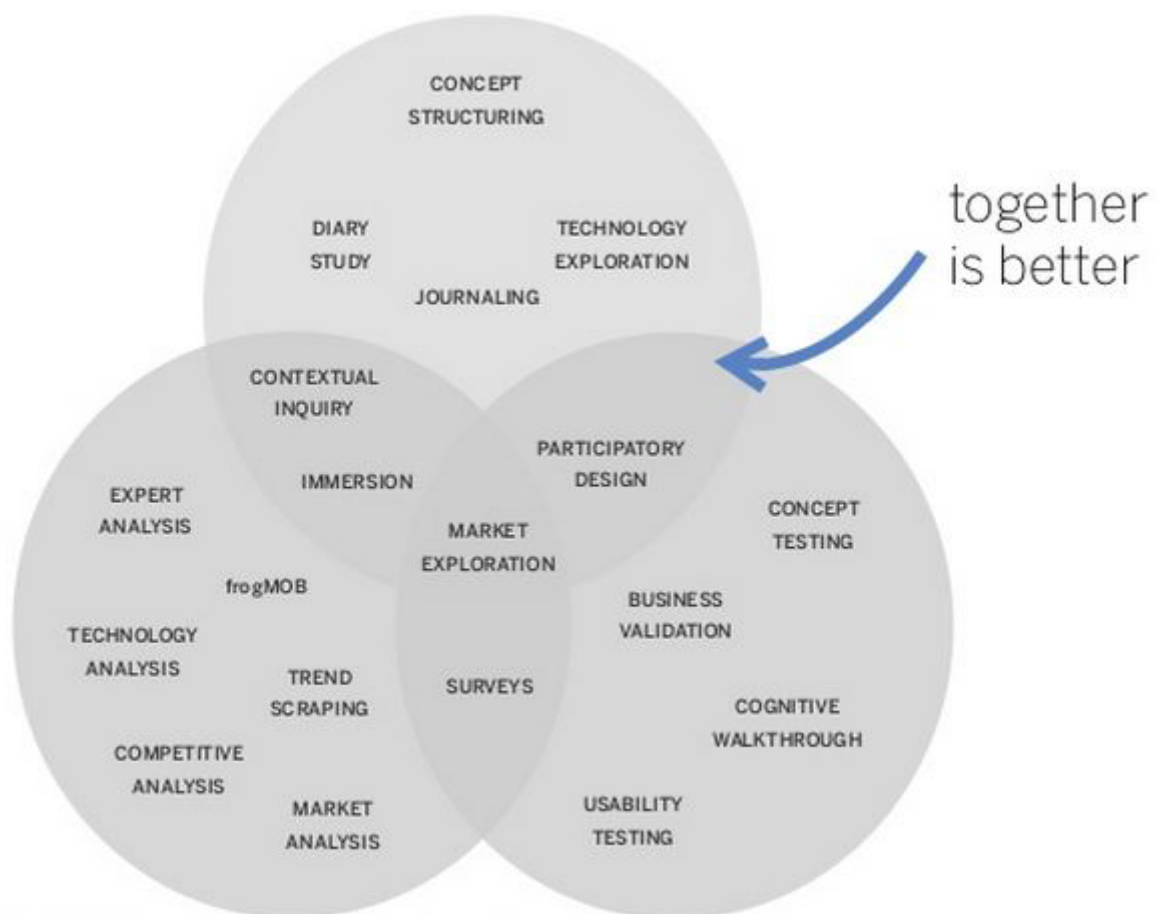 CONCEPT
STRUCTURING
together
is better
DIARY
STUDY
TECHNOLOGY
EXPLORATION
JOURNALING
CONTEXTUAL
INQUIRY
PARTICIPATORY
DESIGN
IMMERSION
EXPERT
ANALYSIS
CONCEPT
TESTING
MARKET
EXPLORATION
frogMOB
BUSINESS
VALIDATION
TECHNOLOGY
ANALYSIS
TREND
SCRAPING
SURVEYS
COGNITIVE
WALKTHROUGH
COMPETITIVE
ANALYSIS
MARKET
ANALYSIS
USABILITY
TESTING